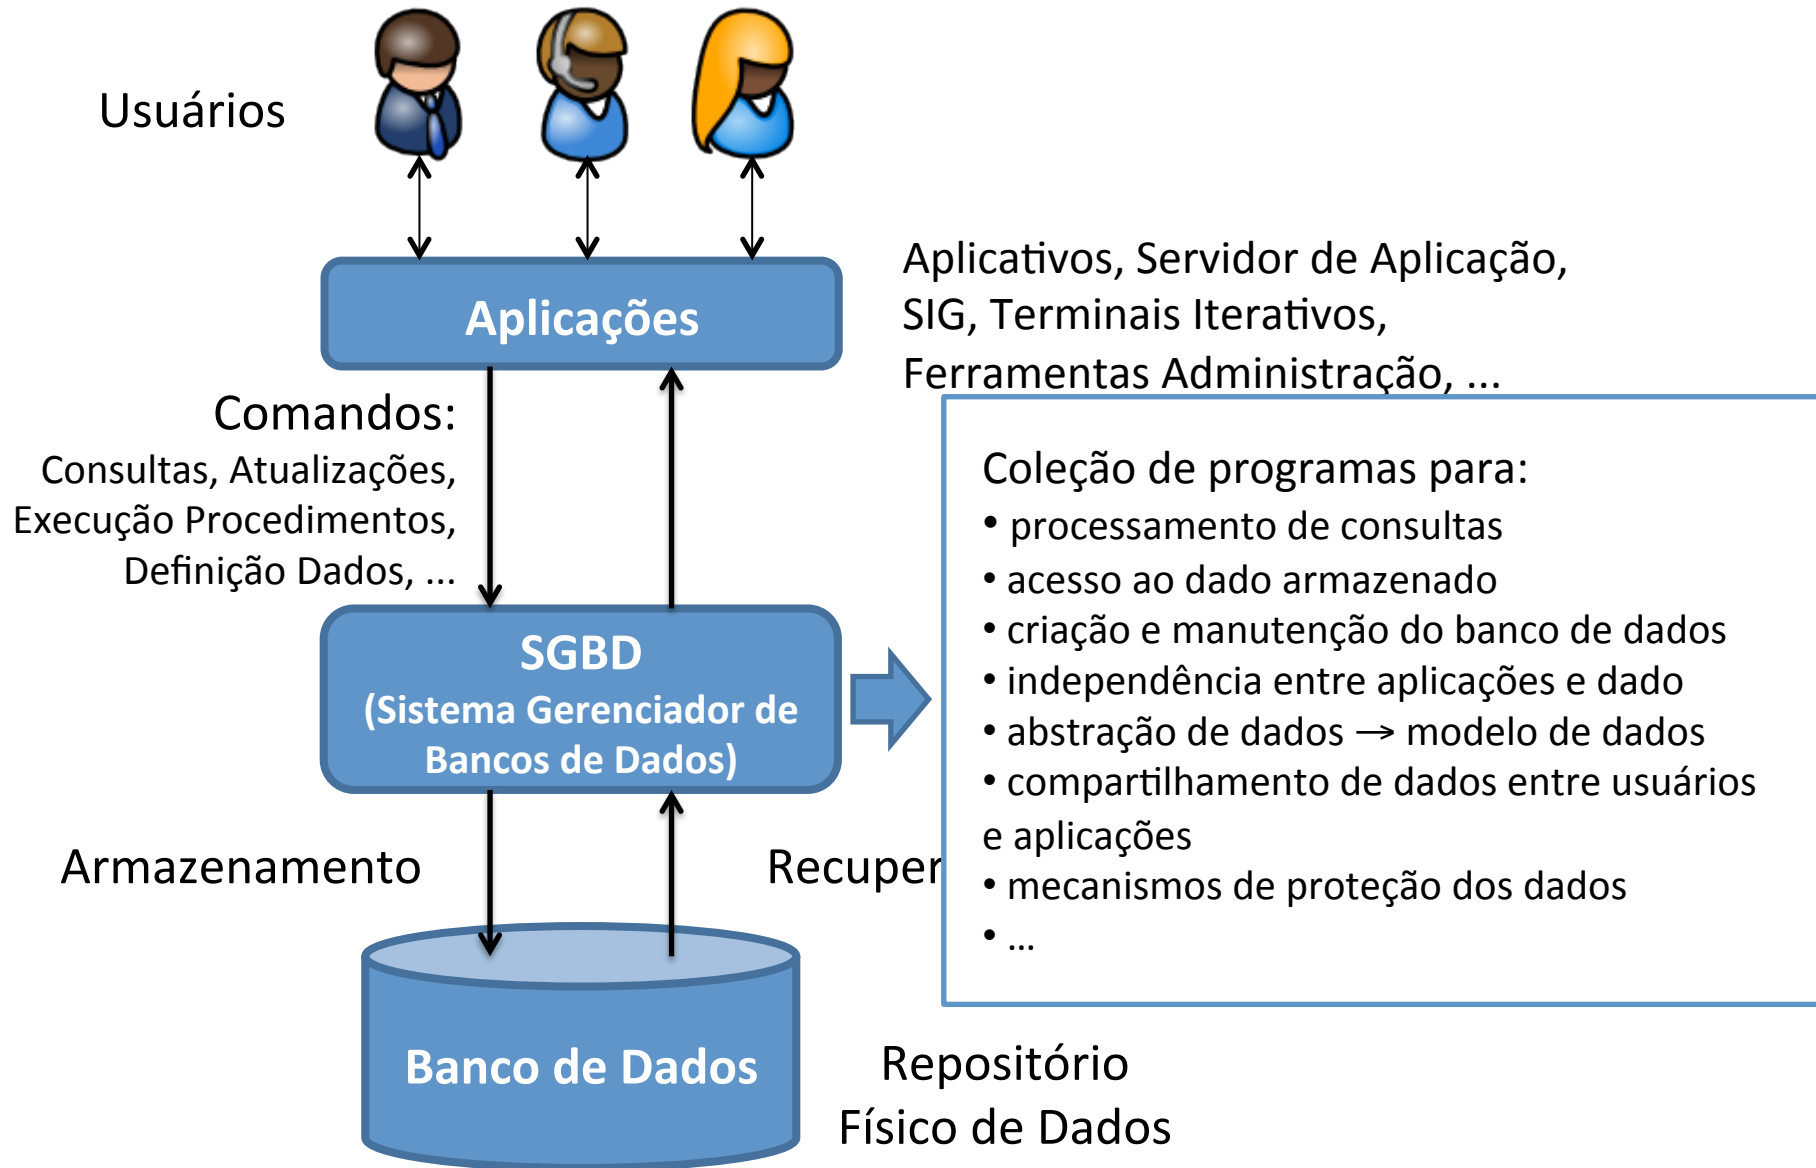 Usuários
Aplicações
Aplicativos, Servidor de Aplicação,
SIG, Terminais Iterativos,
Ferramentas Administração, ...
Comandos:
Consultas, Atualizações,
Execução Procedimentos,
Definição Dados, ...
SGBD
(Sistema Gerenciador de
Bancos de Dados)
Coleção de programas para:
• processamento de consultas
• acesso ao dado armazenado
• criação e manutenção do banco de dados
• independência entre aplicações e dado
• abstração de dados → modelo de dados
• compartilhamento de dados entre usuários
e aplicações
• mecanismos de proteção dos dados
• ...
Armazenamento
Banco de Dados
Repositório
Físico de Dados